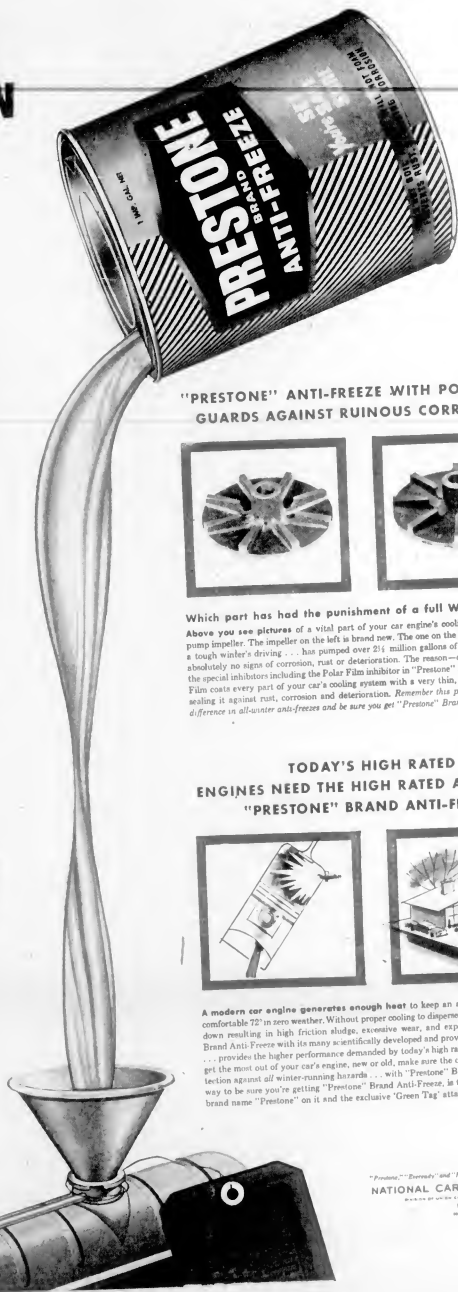 1 IMP. GAL. NET
PRESTONE
BRAND
ANTI-FREEZE
SET
You're SAFE
"PRESTONE" ANTI-FREEZE WITH PO
GUARDS AGAINST RUINOUS CORR
Which part has had the punishment of a full W
Above you see pictures of a vital part of your car engine's cooli
pump impeller. The impeller on the left is brand new. The one on the
a tough winter's driving . . . has pumped over 2½ million gallons of
absolutely no signs of corrosion, rust or deterioration. The reason—
the special inhibitors including the Polar Film inhibitor in "Prestone"
Film coats every part of your car's cooling system with a very thin,
sealing it against rust, corrosion and deterioration. Remember this p
difference in all-winter anti-freezes and be sure you get "Prestone" Bran
TODAY'S HIGH RATED
ENGINES NEED THE HIGH RATED A
"PRESTONE" BRAND ANTI-F
A modern car engine generates enough heat to keep an
comfortable 72° in zero weather. Without proper cooling to disperse
down resulting in high friction sludge, excessive wear, and exp
Brand Anti-Freeze with its many scientifically developed and prov
. . . provides the higher performance demanded by today's high ra
get the most out of your car's engine, new or old, make sure the c
tection against all winter-running hazards . . . with "Prestone" B
way to be sure you're getting "Prestone" Brand Anti-Freeze, is t
brand name "Prestone" on it and the exclusive 'Green Tag' atta
"Prestone," "Eveready" and "
NATIONAL CAR